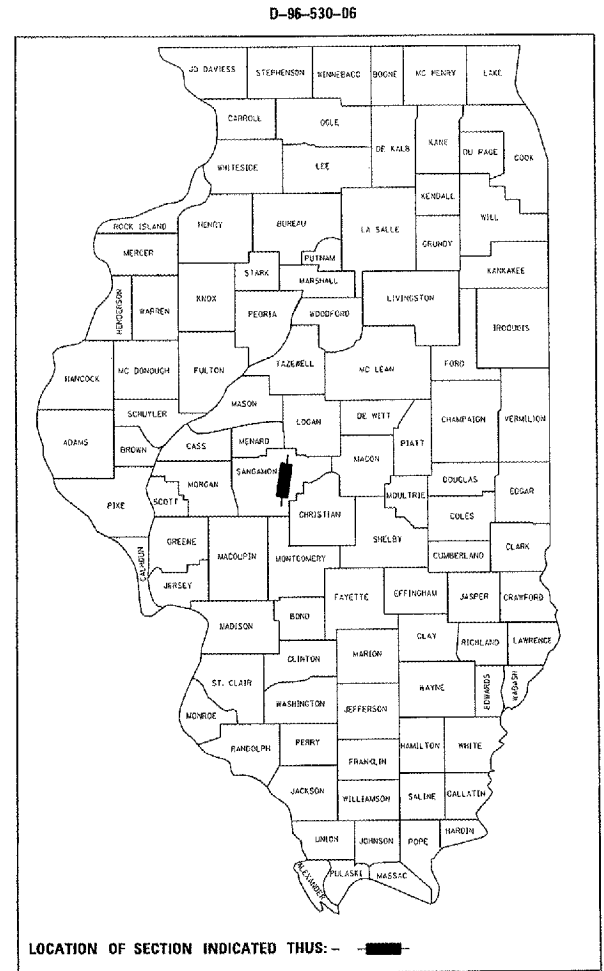 D-96-530-06
JO DAVIESS
STEPHENSON
WINNEBAGO
BOONE
MC HENRY
LAKE
CARROLL
OGLE
DE KALB
KANE
DU PAGE
COOK
WHITESIDE
LEE
KENDALL
WILL
ROCK ISLAND
HENRY
BUREAU
LA SALLE
GRUNDY
MERCER
PUTNAM
KANKAKEE
STARK
MARSHALL
HENDERSON
WARREN
KNOX
PEORIA
WOODFORD
LIVINGSTON
IROQUOIS
HANCOCK
MC DONOUGH
FULTON
TAZEWELL
MC LEAN
FORD
MASON
SCHUYLER
LOGAN
DE WITT
CHAMPAIGN
VERMILION
ADAMS
BROWN
CASS
MENARD
PIATT
MACON
SANGAMON
MORGAN
DOUGLAS
EDGAR
PIKE
SCOTT
MOULTRIE
CHRISTIAN
COLES
SHELBY
GREENE
MACOUPIN
MONTGOMERY
CUMBERLAND
CLARK
CALHOUN
JERSEY
FAYETTE
EFFINGHAM
JASPER
CRAWFORD
MADISON
BOND
CLAY
RICHLAND
LAWRENCE
MARION
CLINTON
ST. CLAIR
WAYNE
EDWARDS
WABASH
WASHINGTON
JEFFERSON
MONROE
RANDOLPH
PERRY
HAMILTON
WHITE
FRANKLIN
JACKSON
WILLIAMSON
SALINE
GALLATIN
UNION
JOHNSON
POPE
HARDIN
ALEXANDER
PULASKI
MASSAC
LOCATION OF SECTION INDICATED THUS: -